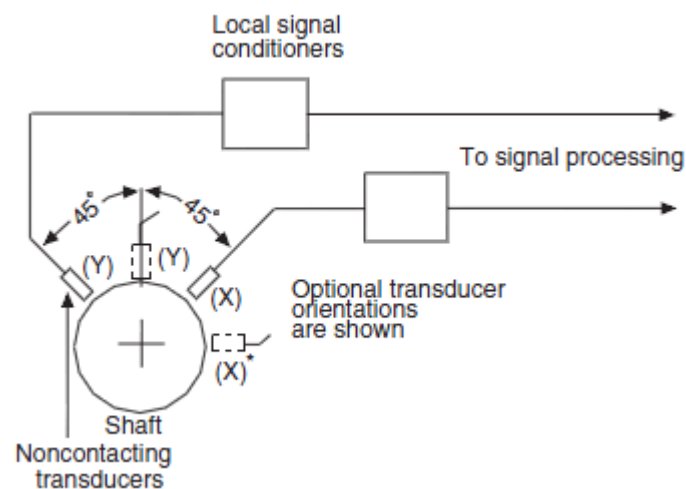 Local signal
conditioners
To signal processing
45°
45°
(Y)
(Y)
(X)
Optional transducer
orientations
are shown
(X)*
Shaft
Noncontacting
transducers